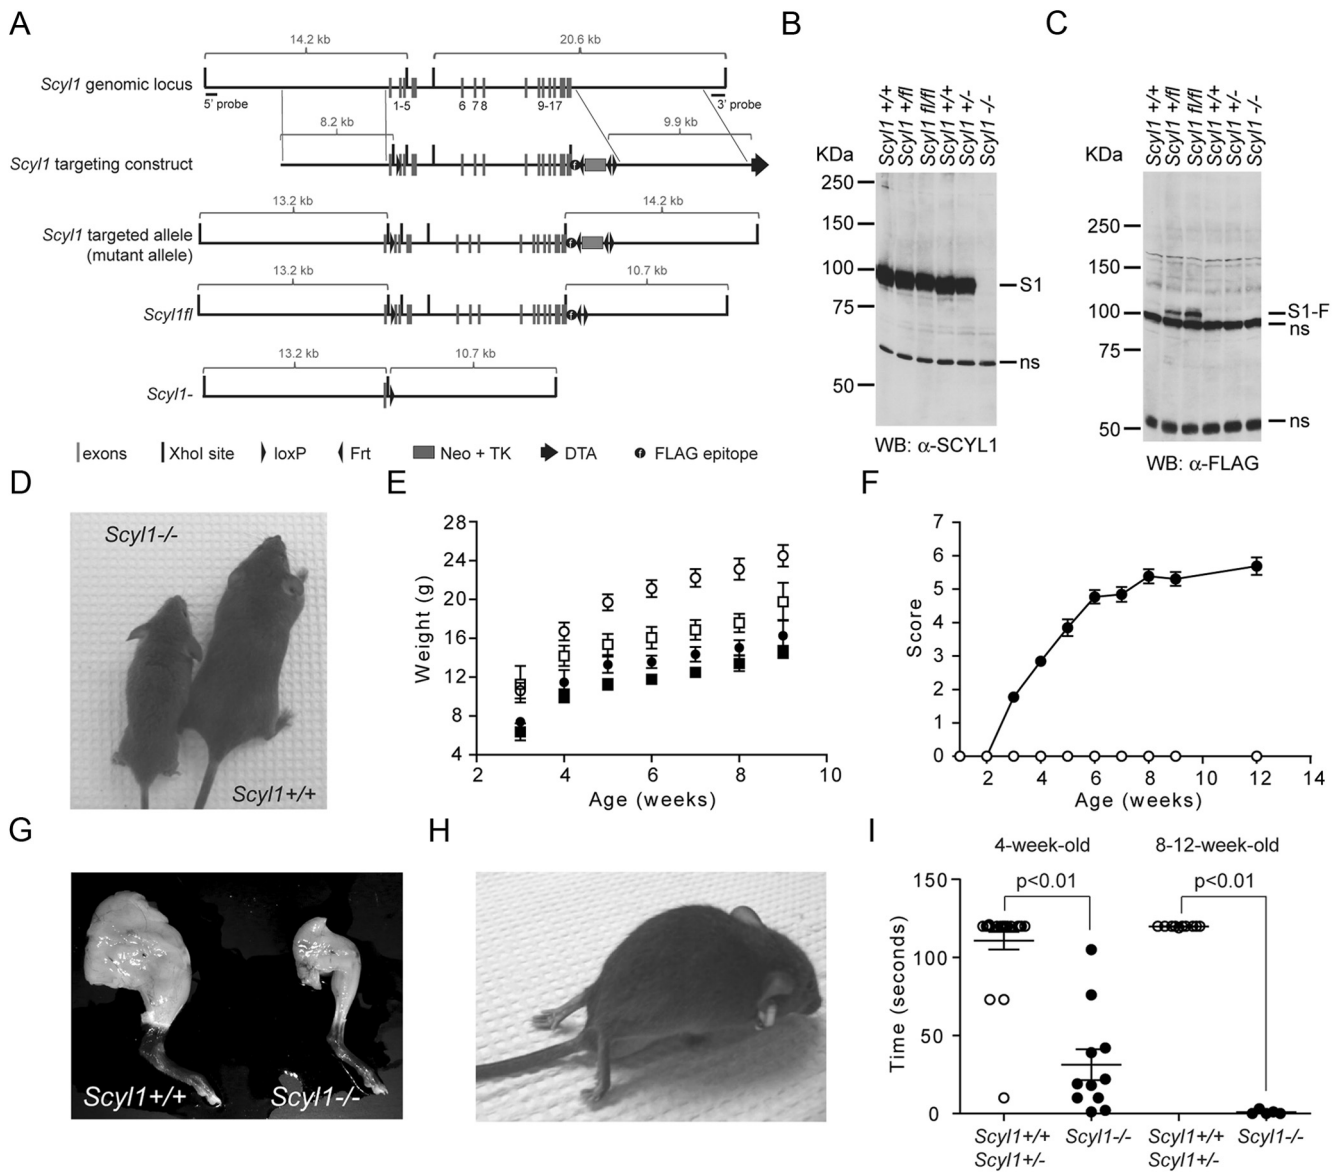 A
14.2 kb
20.6 kb
Scyl1 genomic locus
5' probe
1-5
6
7 8
9-17
3' probe
8.2 kb
9.9 kb
Scyl1 targeting construct
f
13.2 kb
14.2 kb
Scyl1 targeted allele
(mutant allele)
f
13.2 kb
10.7 kb
Scyl1fl
f
13.2 kb
10.7 kb
Scyl1-
exons
XhoI site
loxP
Frt
Neo + TK
DTA
f
FLAG epitope
B
Scyl1 +/+
Scyl1 +/fl
Scyl1 fl/fl
Scyl1 +/+
Scyl1 +/-
Scyl1 -/-
KDa
250
150
100
75
50
S1
ns
WB: α-SCYL1
C
Scyl1 +/+
Scyl1 +/fl
Scyl1 fl/fl
Scyl1 +/+
Scyl1 +/-
Scyl1 -/-
KDa
250
150
100
75
50
S1-F
ns
ns
WB: α-FLAG
D
Scyl1-/-
Scyl1+/+
E
Weight (g)
28
24
20
16
12
8
4
2
4
6
8
10
Age (weeks)
F
Score
7
6
5
4
3
2
1
0
0
2
4
6
8
10
12
14
Age (weeks)
G
Scyl1+/+
Scyl1-/-
H
I
4-week-old
8-12-week-old
p<0.01
p<0.01
Time (seconds)
150
100
50
0
Scyl1+/+
Scyl1+/-
Scyl1-/-
Scyl1+/+
Scyl1+/-
Scyl1-/-